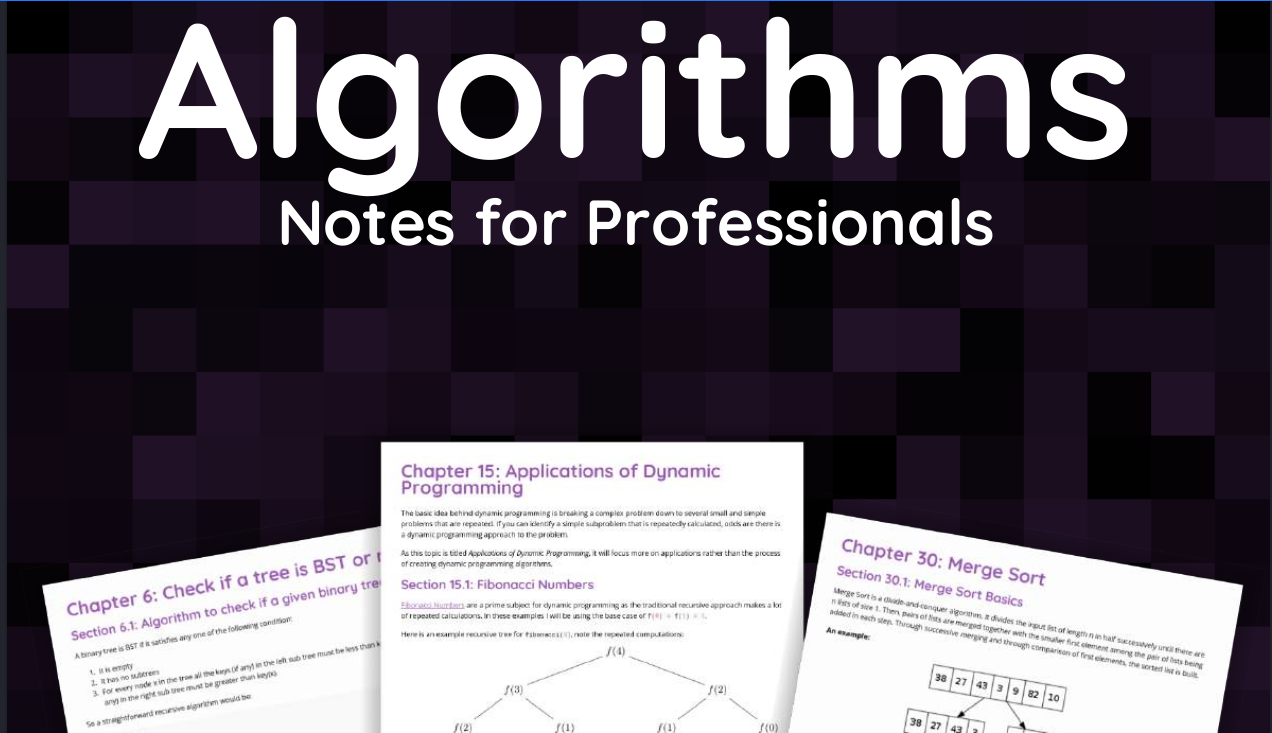 Algorithms
Notes for Professionals
Chapter 6: Check if a tree is BST or
Section 6.1: Algorithm to check if a given binary tree
A binary tree is BST if it satisfies any one of the following condition:
1. It is empty
2. It has no subtrees
3. For every node x in the tree all the keys (if any) in the left sub tree must be less than
any) in the right sub tree must be greater than key(x).
So a straightforward recursive algorithm would be:
Chapter 15: Applications of Dynamic
Programming
The basic idea behind dynamic programming is breaking a complex problem down to several small and simple
problems that are repeated. If you can identify a simple subproblem that is repeatedly calculated, odds are there is
a dynamic programming approach to the problem.
As this topic is titled Applications of Dynamic Programming, it will focus more on applications rather than the process
of creating dynamic programming algorithms.
Section 15.1: Fibonacci Numbers
Fibonacci Numbers are a prime subject for dynamic programming as the traditional recursive approach makes a lot
of repeated calculations. In these examples I will be using the base case of f(0) = f(1) = 1.
Here is an example recursive tree for fibonacci(4), note the repeated computations:
f(4)
f(3) f(2)
f(2) f(1) f(1) f(0)
Chapter 30: Merge Sort
Section 30.1: Merge Sort Basics
Merge Sort is a divide-and-conquer algorithm. It divides the input list of length n in half successively until there are
n lists of size 1. Then, pairs of lists are merged together with the smaller first element among the pair of lists being
added in each step. Through successive merging and through comparison of first elements, the sorted list is built.
An example:
38 27 43 3 9 82 10
38 27 43 3